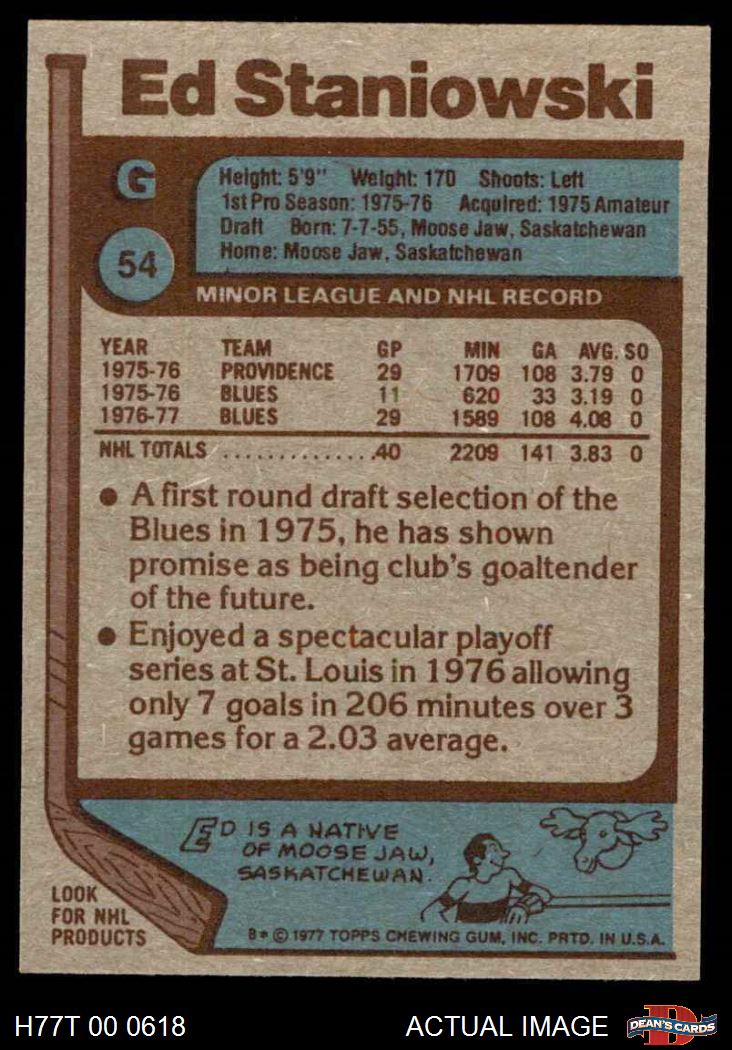 Ed Staniowski
G
54
Height: 5'9" Weight: 170 Shoots: Left
1st Pro Season: 1975-76 Acquired: 1975 Amateur
Draft Born: 7-7-55, Moose Jaw, Saskatchewan
Home: Moose Jaw, Saskatchewan
MINOR LEAGUE AND NHL RECORD
YEAR TEAM GP MIN GA AVG. SO
1975-76 PROVIDENCE 29 1709 108 3.79 0
1975-76 BLUES 11 620 33 3.19 0
1976-77 BLUES 29 1589 108 4.08 0
NHL TOTALS ..............40 2209 141 3.83 0
● A first round draft selection of the
Blues in 1975, he has shown
promise as being club's goaltender
of the future.
● Enjoyed a spectacular playoff
series at St. Louis in 1976 allowing
only 7 goals in 206 minutes over 3
games for a 2.03 average.
ED IS A NATIVE
OF MOOSE JAW,
SASKATCHEWAN.
LOOK
FOR NHL
PRODUCTS
B* © 1977 TOPPS CHEWING GUM, INC. PRTD. IN U.S.A.
H77T 00 0618 ACTUAL IMAGE
D
DEAN'S CARDS